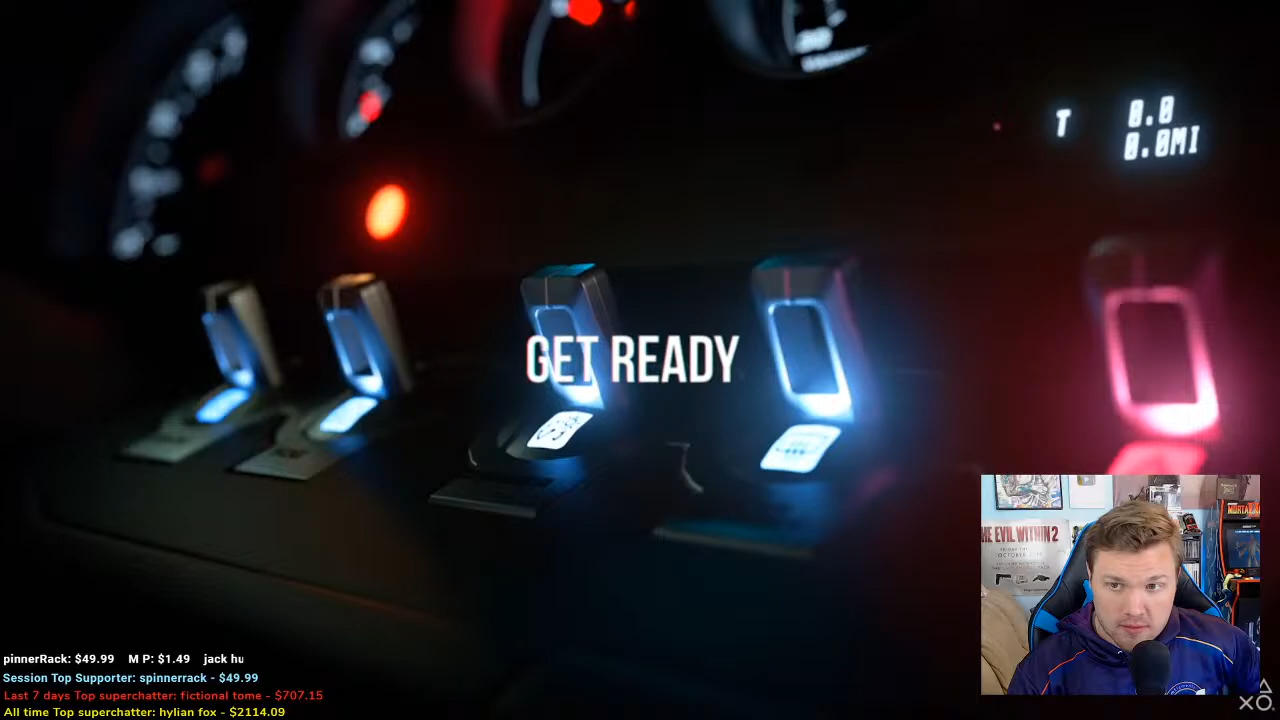 T 0.0
0.0MI
GET READY
THE EVIL WITHIN 2
MORTAL
pinnerRack: $49.99 M P: $1.49 jack hu
Session Top Supporter: spinnerrack - $49.99
Last 7 days Top superchatter: fictional tome - $707.15
All time Top superchatter: hylian fox - $2114.09